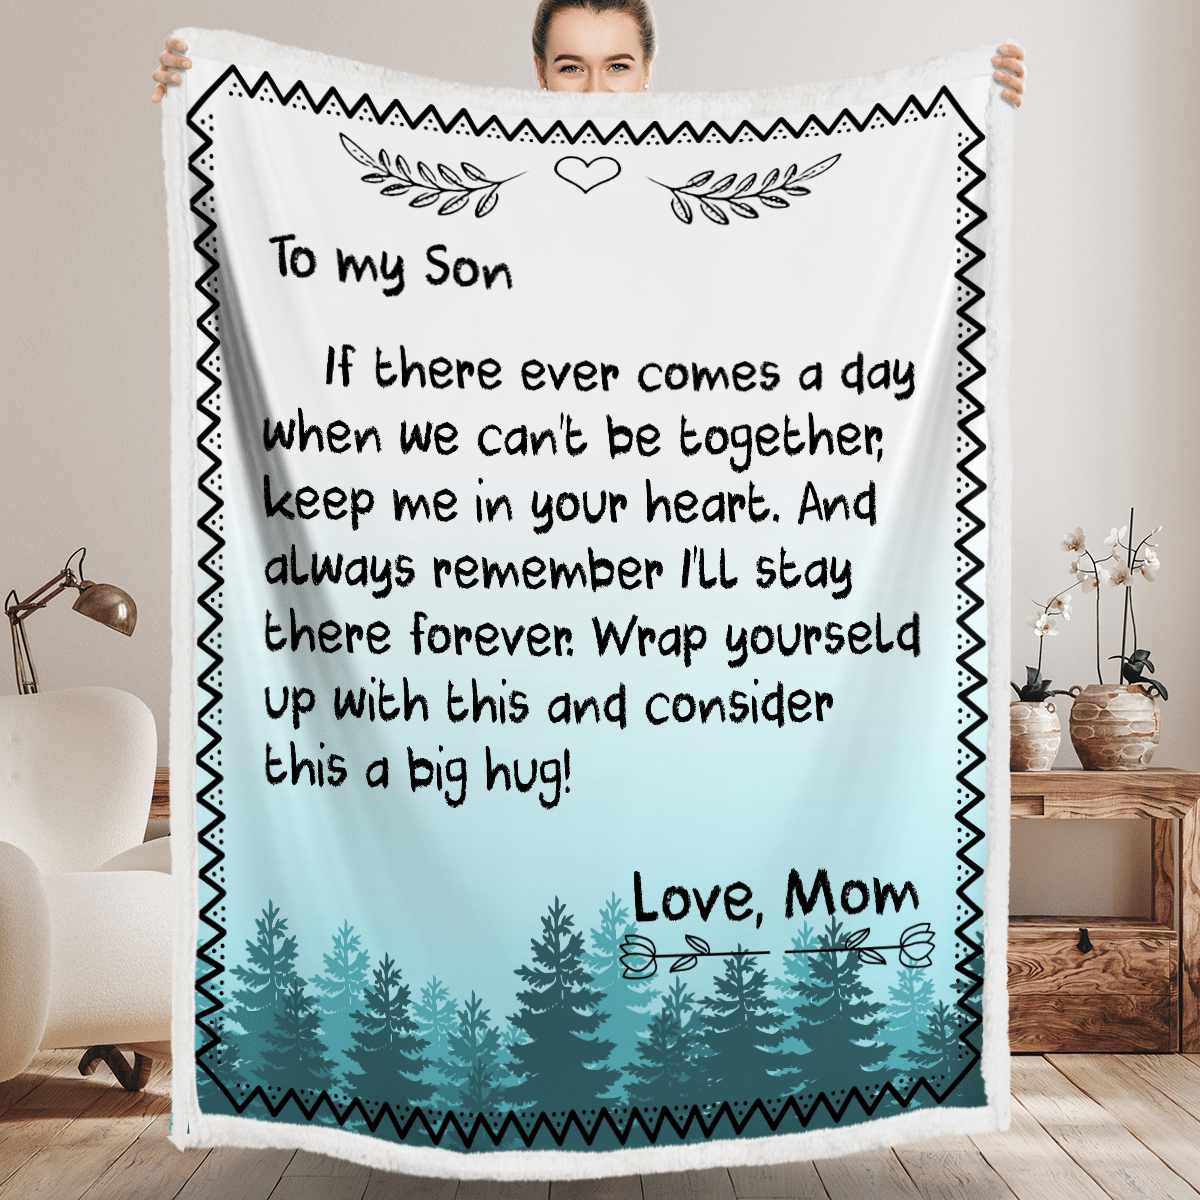 To my Son
If there ever comes a day
when we can't be together,
keep me in your heart. And
always remember I'll stay
there forever. Wrap yourseld
up with this and consider
this a big hug!
Love, Mom